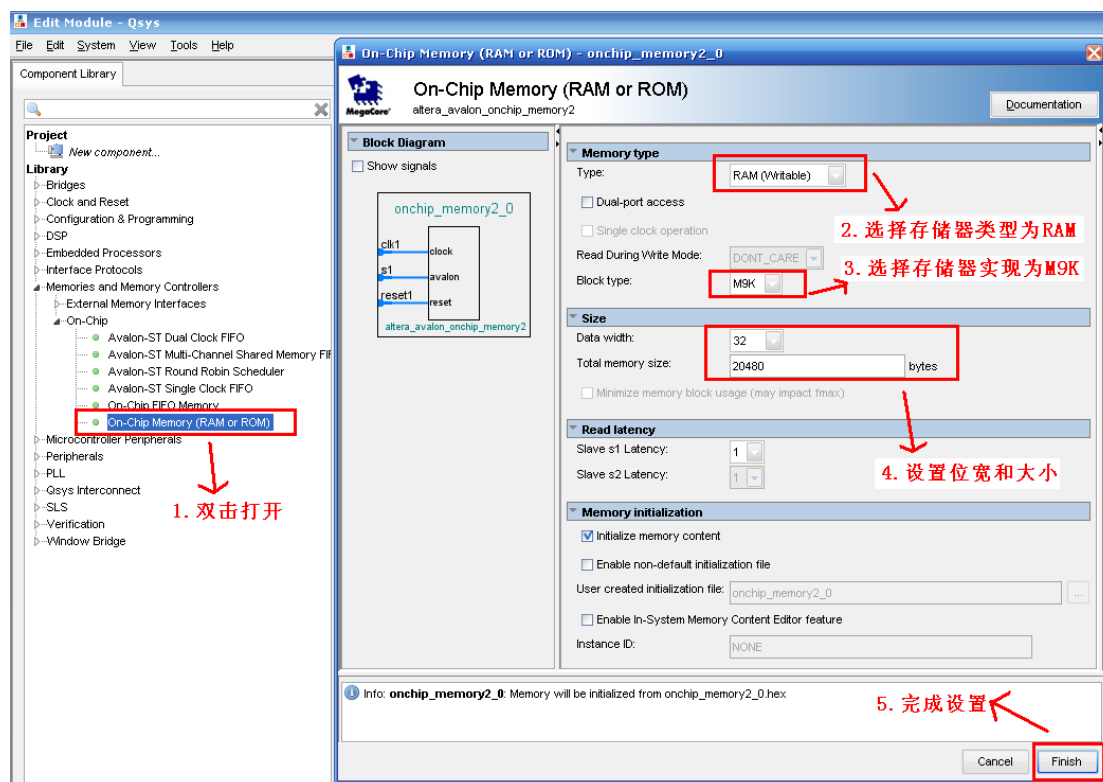 Edit Module - Qsys
File Edit System View Tools Help
Component Library
Project
New component...
Library
Bridges
Clock and Reset
Configuration & Programming
DSP
Embedded Processors
Interface Protocols
Memories and Memory Controllers
External Memory Interfaces
On-Chip
Avalon-ST Dual Clock FIFO
Avalon-ST Multi-Channel Shared Memory FIF
Avalon-ST Round Robin Scheduler
Avalon-ST Single Clock FIFO
On-Chip FIFO Memory
On-Chip Memory (RAM or ROM)
Microcontroller Peripherals
Peripherals
PLL
Qsys Interconnect
SLS
Verification
Window Bridge
1. 双击打开
On-Chip Memory (RAM or ROM) - onchip_memory2_0
MegaCore'
On-Chip Memory (RAM or ROM)
altera_avalon_onchip_memory2
Documentation
Block Diagram
Show signals
onchip_memory2_0
clk1
clock
s1
avalon
reset1
reset
altera_avalon_onchip_memory2
Memory type
Type: RAM (Writable)
Dual-port access
Single clock operation
2. 选择存储器类型为RAM
Read During Write Mode: DONT_CARE
3. 选择存储器实现为M9K
Block type: M9K
Size
Data width: 32
Total memory size: 20480 bytes
Minimize memory block usage (may impact fmax)
Read latency
Slave s1 Latency: 1
Slave s2 Latency: 1
4. 设置位宽和大小
Memory initialization
Initialize memory content
Enable non-default initialization file
User created initialization file: onchip_memory2_0 ...
Enable In-System Memory Content Editor feature
Instance ID: NONE
Info: onchip_memory2_0: Memory will be initialized from onchip_memory2_0.hex
5. 完成设置
Cancel Finish